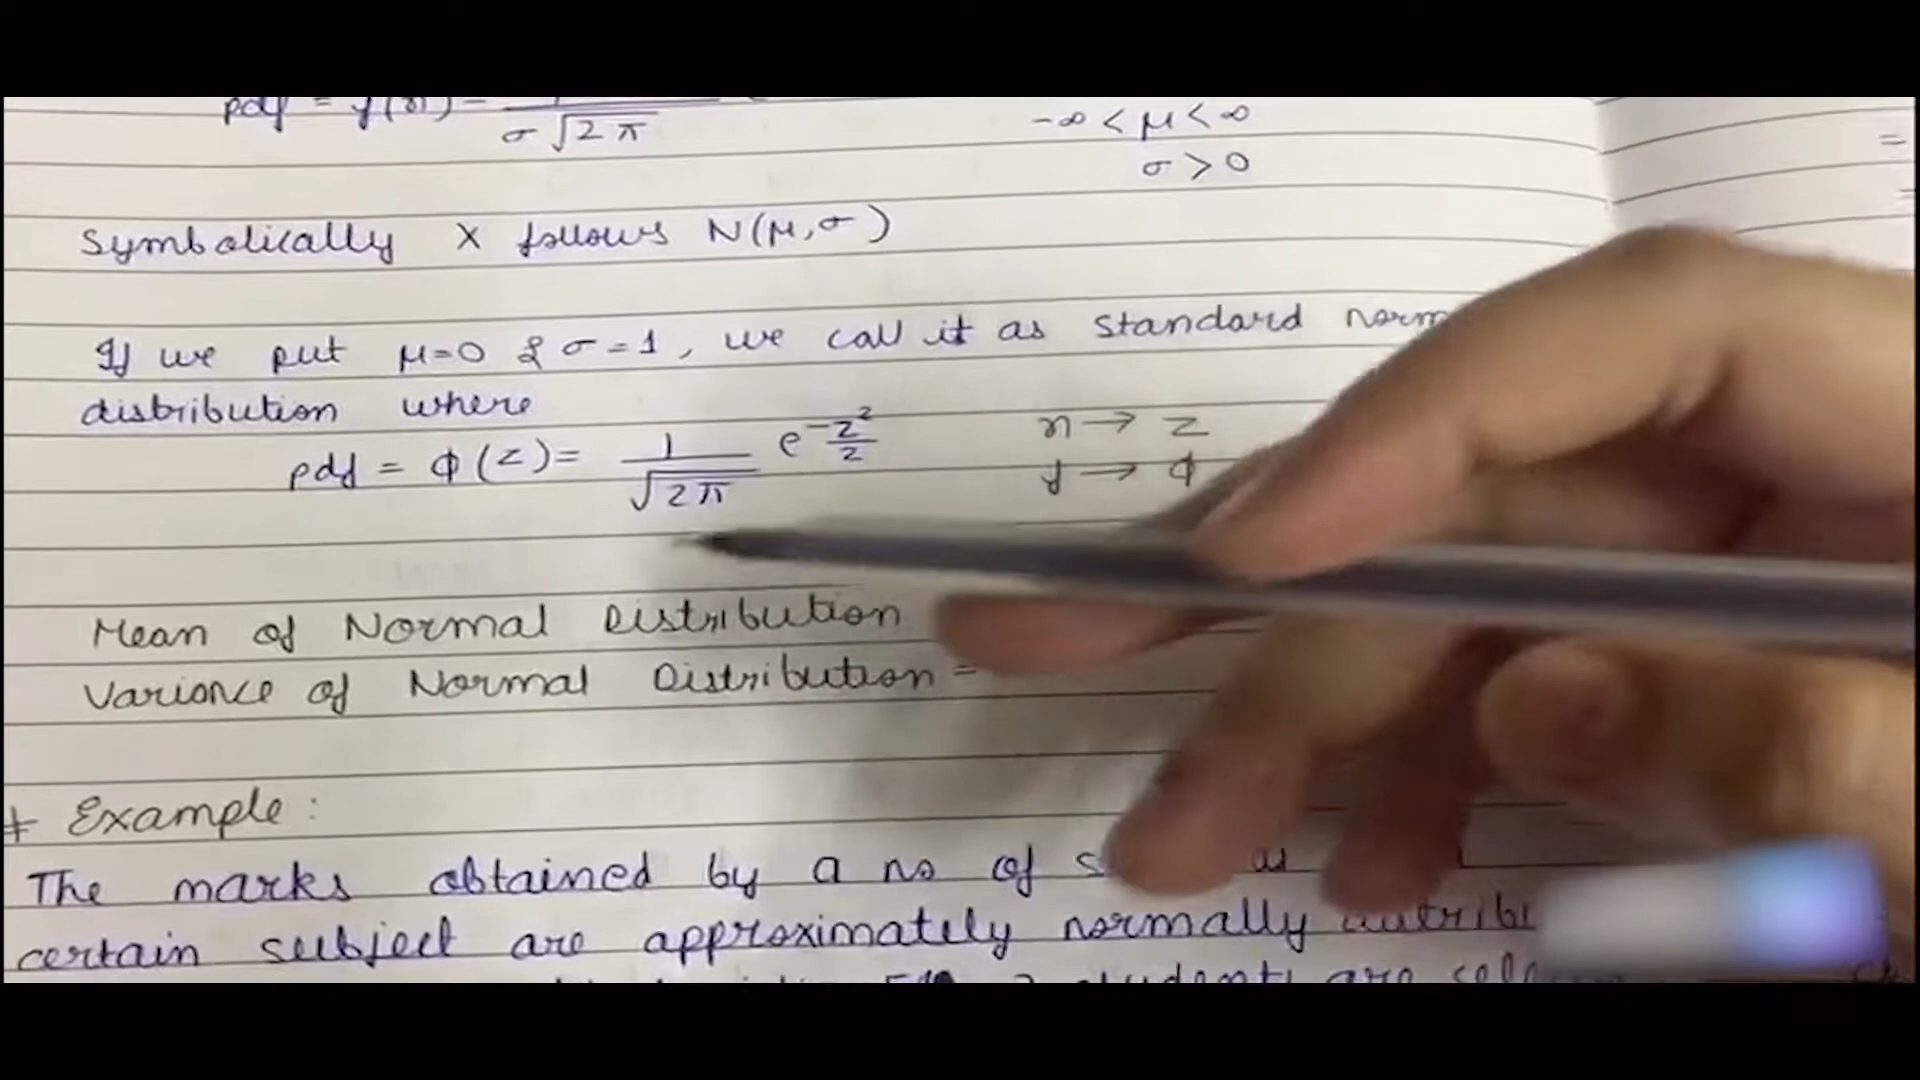 σ √2π
-∞ < μ < ∞
σ > 0
Symbolically X follows N(μ, σ)
If we put μ=0 & σ=1, we call it as standard
distribution where
pdf = φ(z) = 1/√2π e^-z²/2
x → z
f → φ
Mean of Normal Distribution
Variance of Normal Distribution =
# Example:
The marks obtained by a no of
certain subject are approximately normally